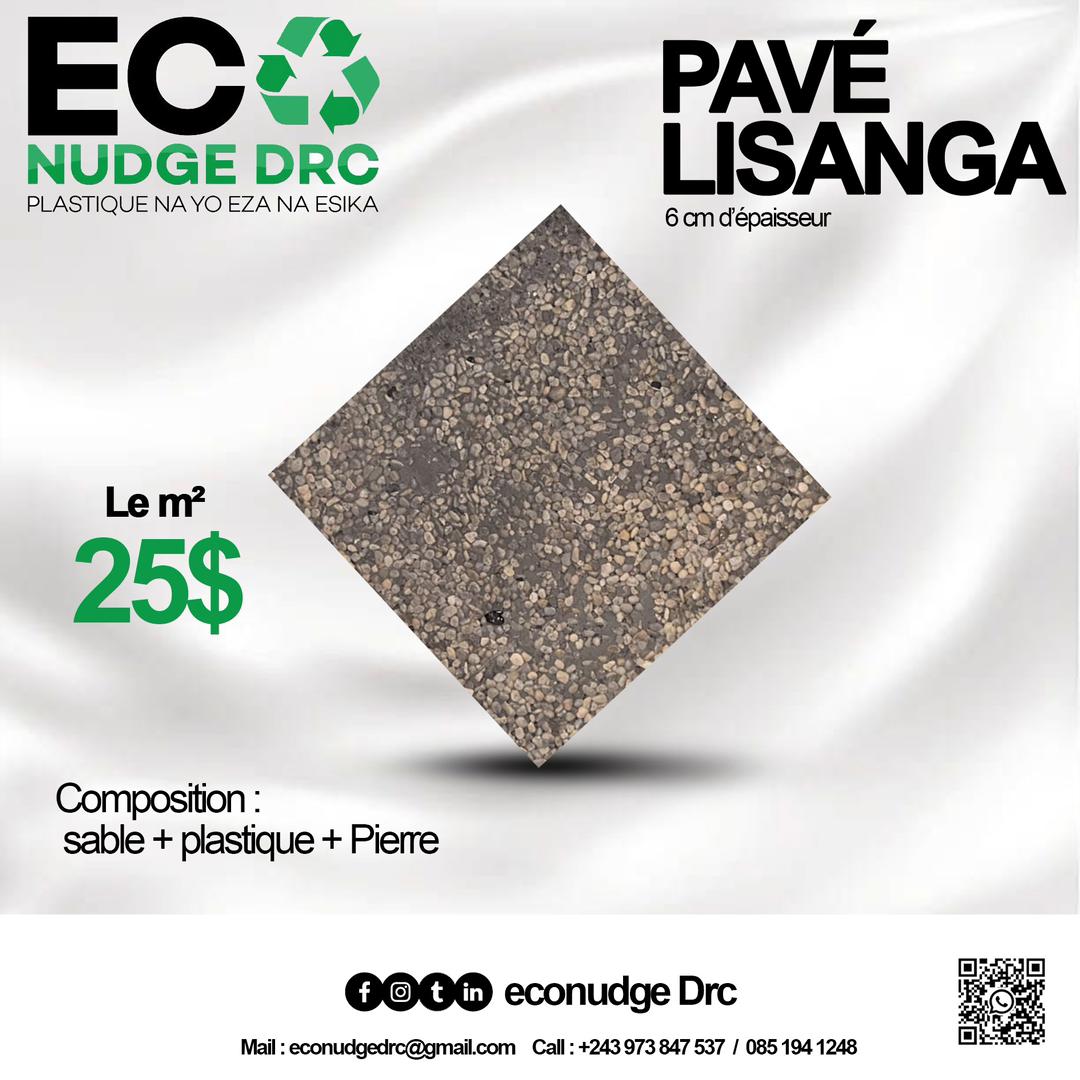 ECO
NUDGE DRC
PLASTIQUE NA YO EZA NA ESIKA
PAVÉ
LISANGA
6 cm d'épaisseur
Le m²
25$
Composition :
sable + plastique + Pierre
econudge Drc
Mail : econudgedrc@gmail.com Call : +243 973 847 537 / 085 194 1248